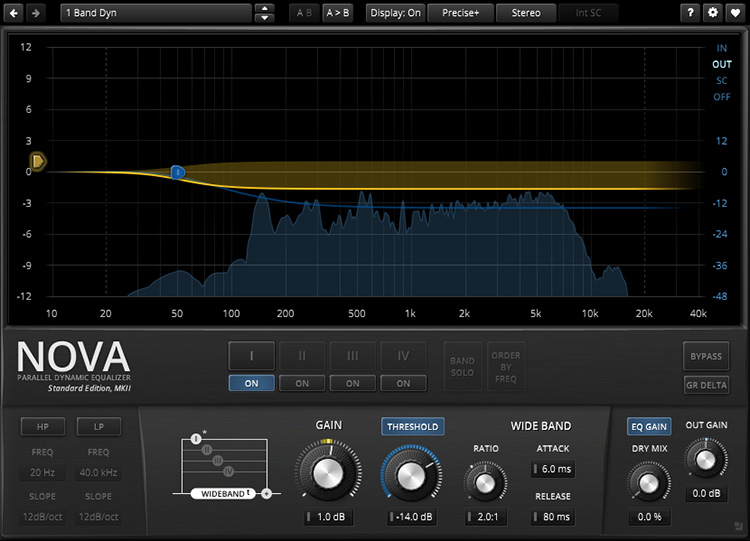 1 Band Dyn
A B
A > B
Display: On
Precise+
Stereo
Int SC
?
12
9
6
3
0
-3
-6
-9
-12
IN
OUT
SC
OFF
12
0
-12
-24
-36
-48
I
10 20 50 100 200 500 1k 2k 5k 10k 20k 40k
NOVA
PARALLEL DYNAMIC EQUALIZER
Standard Edition, MKII
I II III IV
ON ON ON ON
BAND
SOLO
ORDER
BY
FREQ
BYPASS
GR DELTA
HP LP
FREQ FREQ
20 Hz 40.0 kHz
SLOPE SLOPE
12dB/oct 12dB/oct
I *
II
III
IV
WIDEBAND t +
GAIN
1.0 dB
THRESHOLD
-14.0 dB
WIDE BAND
RATIO
2.0:1
ATTACK
6.0 ms
RELEASE
80 ms
EQ GAIN
DRY MIX
0.0 %
OUT GAIN
0.0 dB